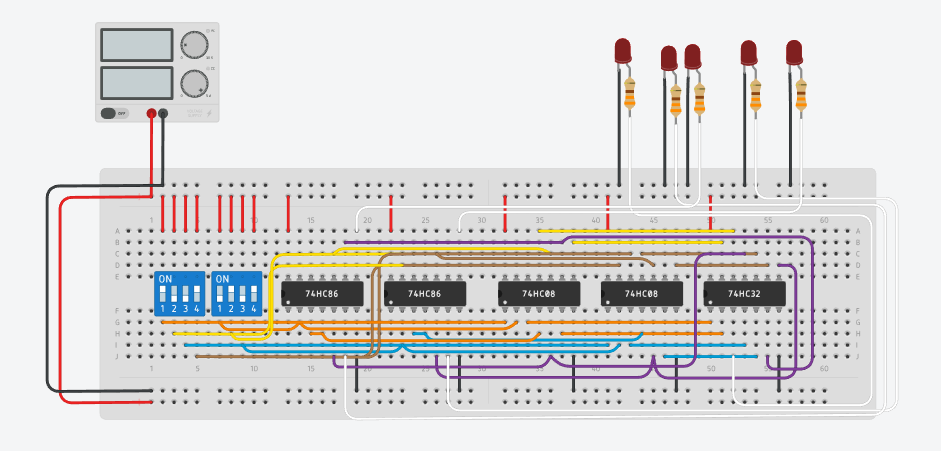 OFF
1 5 10 15 20 25 30 35 40 45 50 55 60
A A
B B
C C
D D
E E
ON ON
1 2 3 4 1 2 3 4
74HC86 74HC86 74HC08 74HC08 74HC32
F F
G G
H H
I I
J J
1 5 15 20 25 30 35 40 45 50 55 60